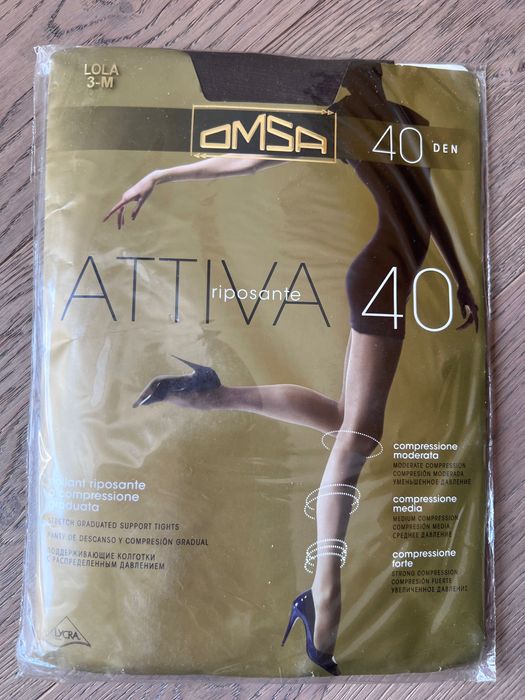 LOLA
3-M
OMSA
40 DEN
ATTIVA 40
riposante
collant riposante
a compressione
graduata
STRETCH GRADUATED SUPPORT TIGHTS
PANTY DE DESCANSO Y COMPRESIÓN GRADUAL
ПОДДЕРЖИВАЮЩИЕ КОЛГОТКИ
С РАСПРЕДЕЛЕННЫМ ДАВЛЕНИЕМ
compressione
moderata
MODERATE COMPRESSION
COMPRESIÓN MODERADA
УМЕНЬШЕННОЕ ДАВЛЕНИЕ
compressione
media
MEDIUM COMPRESSION
COMPRESIÓN MEDIA
СРЕДНЕЕ ДАВЛЕНИЕ
compressione
forte
STRONG COMPRESSION
COMPRESIÓN FUERTE
УВЕЛИЧЕННОЕ ДАВЛЕНИЕ
LYCRA